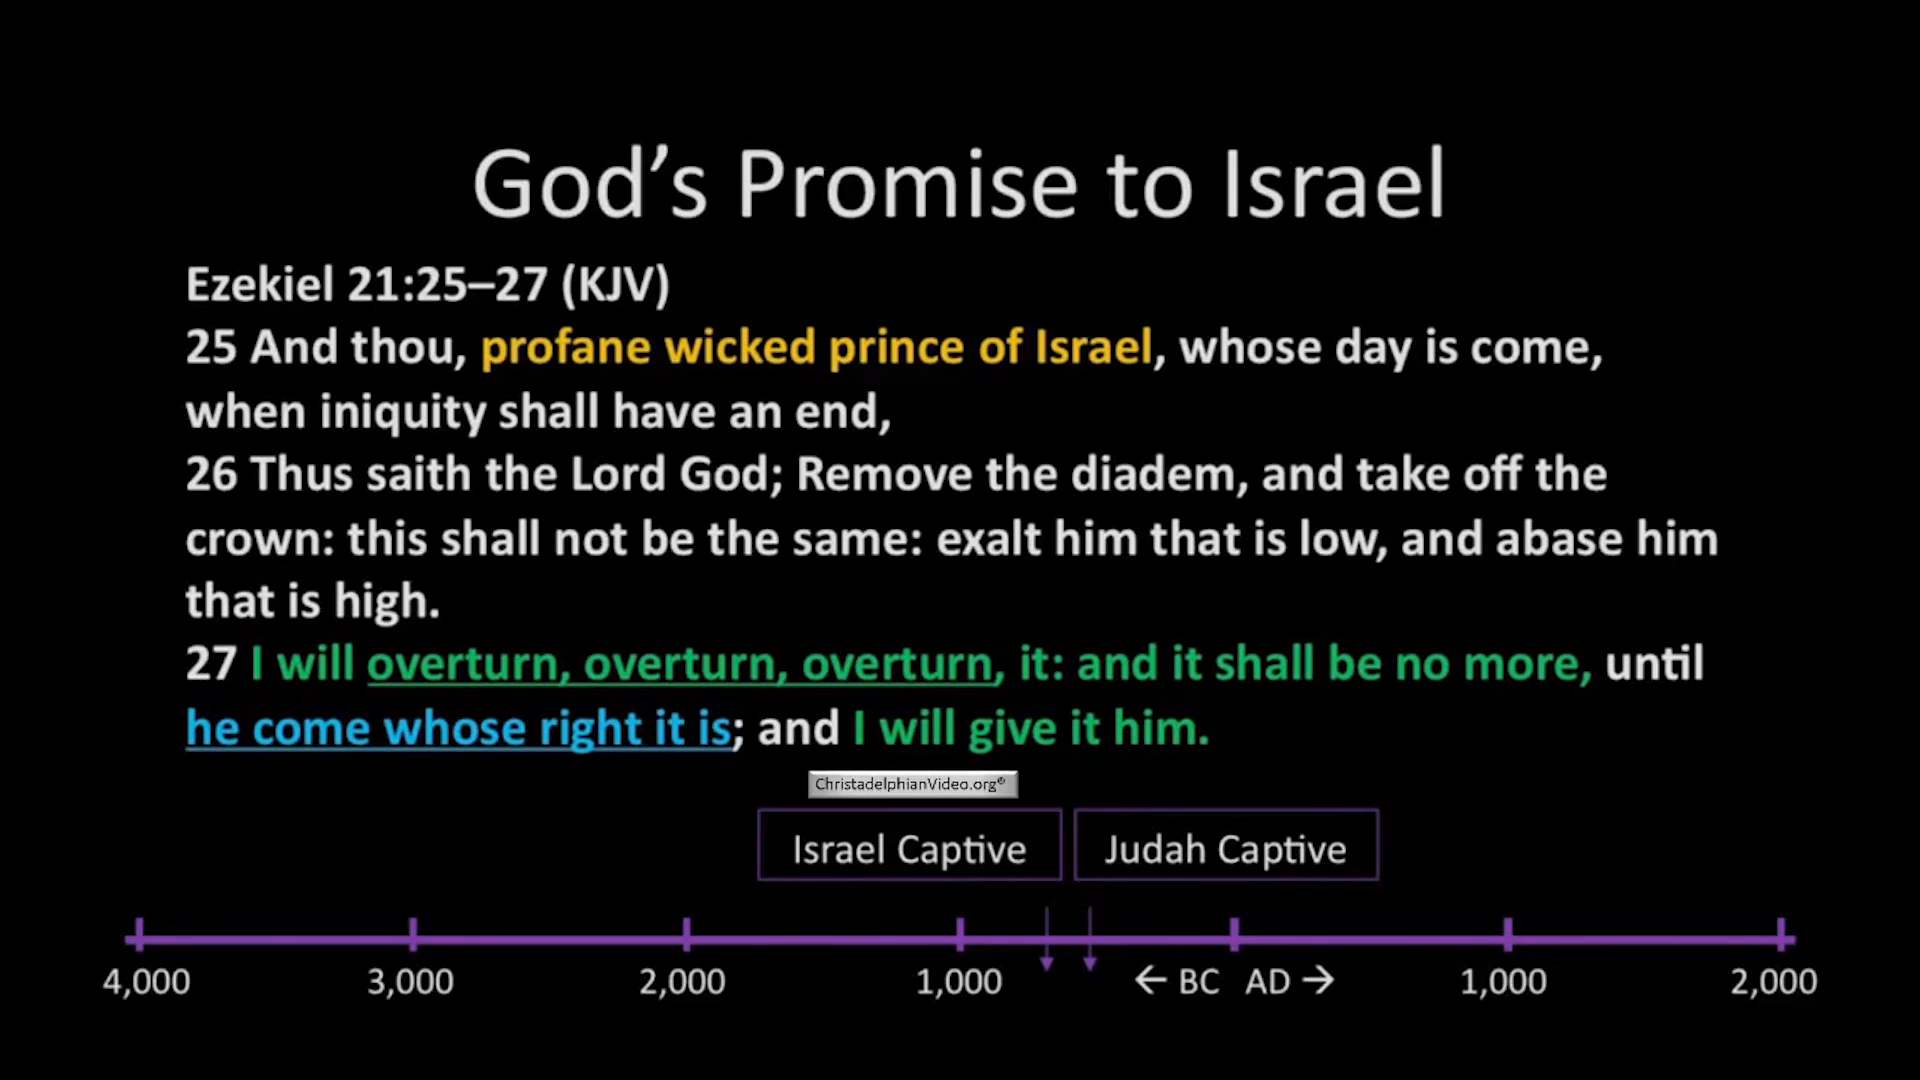 God’s Promise to Israel
Ezekiel 21:25–27 (KJV)
25 And thou, profane wicked prince of Israel, whose day is come,
when iniquity shall have an end,
26 Thus saith the Lord God; Remove the diadem, and take off the
crown: this shall not be the same: exalt him that is low, and abase him
that is high.
27 I will overturn, overturn, overturn, it: and it shall be no more, until
he come whose right it is; and I will give it him.
ChristadelphianVideo.org®
Israel Captive Judah Captive
4,000 3,000 2,000 1,000 ← BC AD → 1,000 2,000